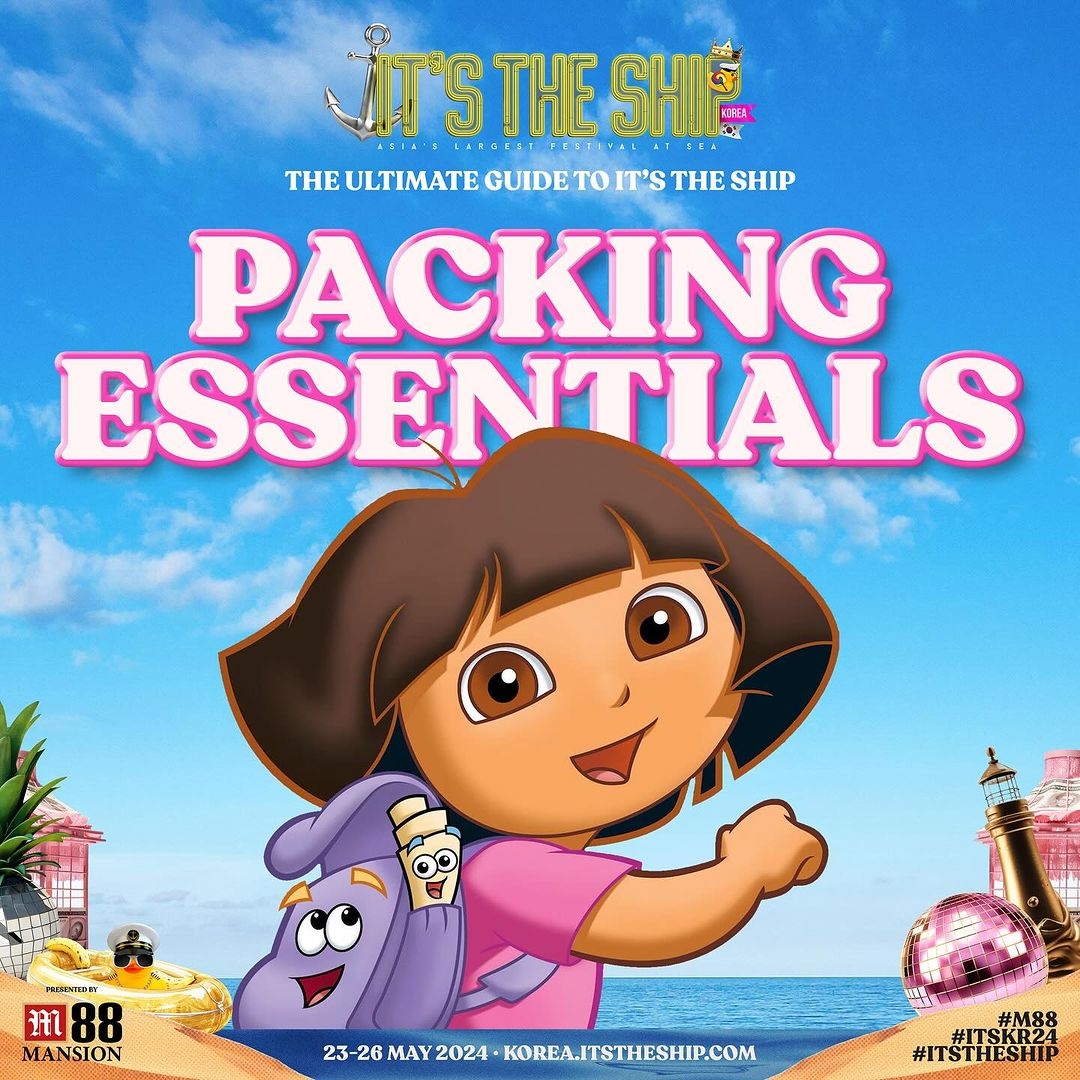 IT'S THE SHIP
KOREA
ASIA'S LARGEST FESTIVAL AT SEA
THE ULTIMATE GUIDE TO IT'S THE SHIP
PACKING
ESSENTIALS
PRESENTED BY
M 88
MANSION
23-26 MAY 2024 · KOREA.ITSTHESHIP.COM
#M88
#ITSKR24
#ITSTHESHIP